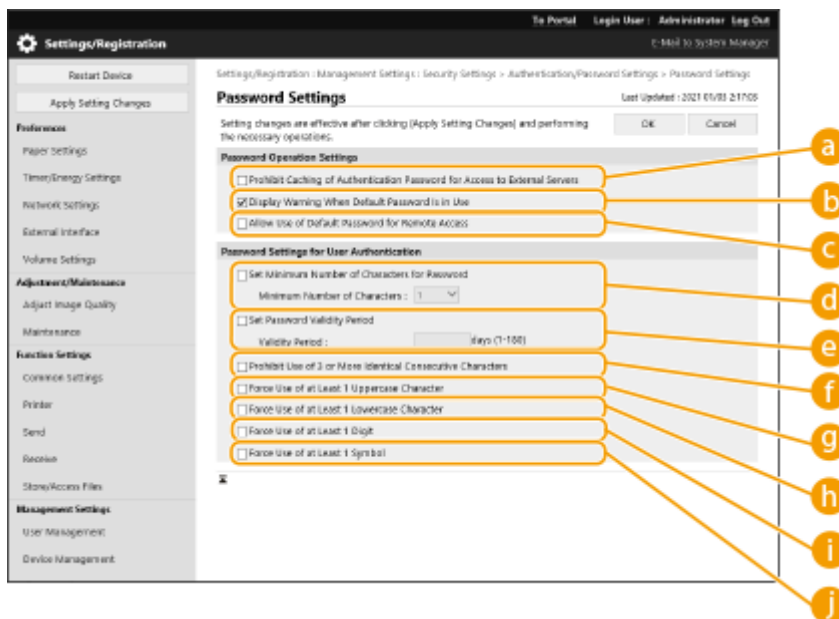 To Portal Login User : Administrator Log Out
Settings/Registration
E-Mail to System Manager
Restart Device
Apply Setting Changes
Preferences
Paper Settings
Timer/Energy Settings
Network Settings
External Interface
Volume Settings
Adjustment/Maintenance
Adjust Image Quality
Maintenance
Function Settings
Common Settings
Printer
Send
Receive
Store/Access Files
Management Settings
User Management
Device Management
Settings/Registration : Management Settings : Security Settings > Authentication/Password Settings > Password Settings
Password Settings
Last Updated : 2021 01/03 2:17:03
Setting changes are effective after clicking [Apply Setting Changes] and performing
the necessary operations.
OK Cancel
Password Operation Settings
Prohibit Caching of Authentication Password for Access to External Servers
Display Warning When Default Password is in Use
Allow Use of Default Password for Remote Access
Password Settings for User Authentication
Set Minimum Number of Characters for Password
Minimum Number of Characters : 1
Set Password Validity Period
Validity Period : days (1-180)
Prohibit Use of 3 or More Identical Consecutive Characters
Force Use of at Least 1 Uppercase Character
Force Use of at Least 1 Lowercase Character
Force Use of at Least 1 Digit
Force Use of at Least 1 Symbol
a
b
c
d
e
f
g
h
i
j